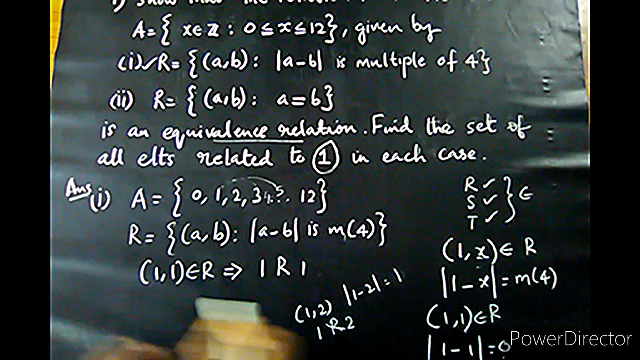 1) Show that the relation
A={ x∈Z : 0≤x≤12}, given by
(i)✓R={(a,b): |a-b| is multiple of 4}
(ii) R={(a,b): a=b}
is an equivalence relation. Find the set of
all elts related to 1 in each case.
Ans (i) A={0,1,2,3,4,5..12}
R={(a,b): |a-b| is m(4)}
(1,1)∈R ⇒ 1 R 1
(1,2) |1-2|=1
1 R 2
R ✓
S ✓ } ∈
T ✓
(1,x)∈ R
|1-x|= m(4)
(1,1)∈R
|1-1|=0
PowerDirector